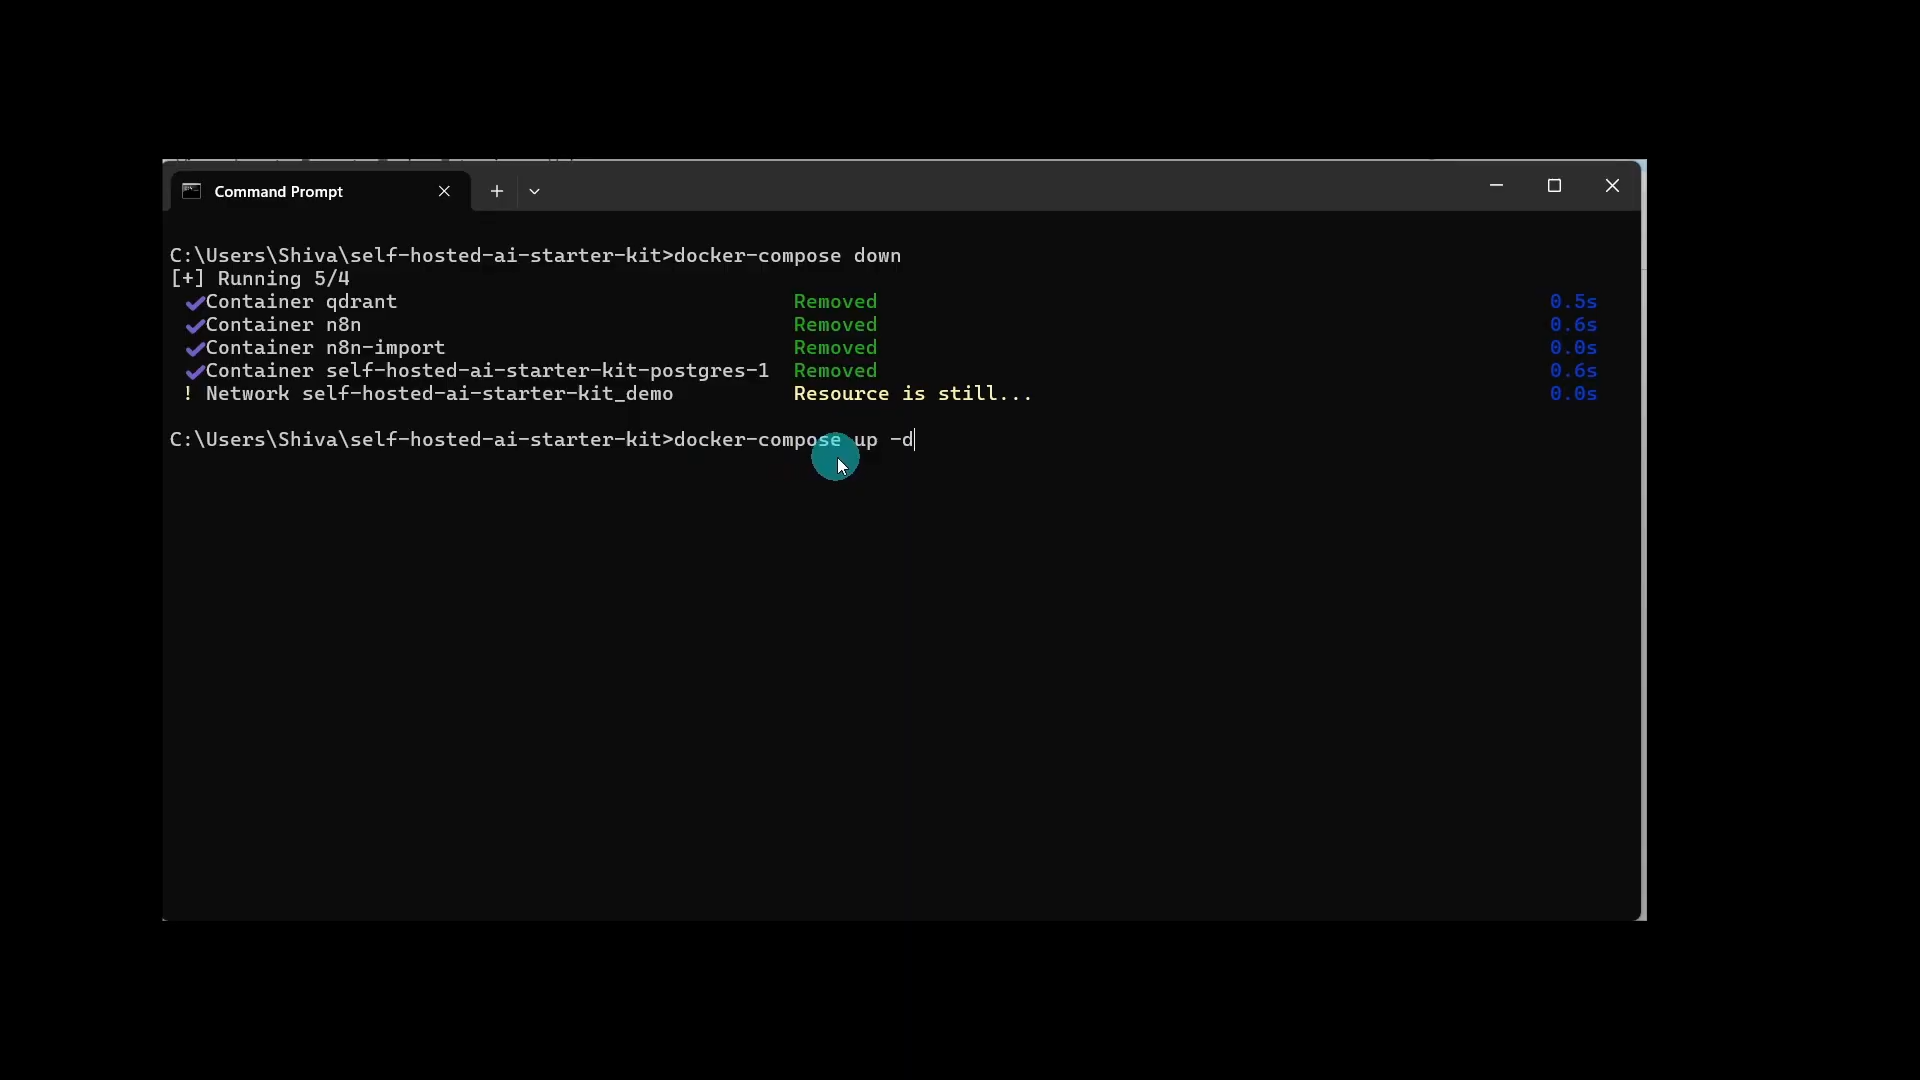 Command Prompt
C:\Users\Shiva\self-hosted-ai-starter-kit>docker-compose down
[+] Running 5/4
✔Container qdrant Removed 0.5s
✔Container n8n Removed 0.6s
✔Container n8n-import Removed 0.0s
✔Container self-hosted-ai-starter-kit-postgres-1 Removed 0.6s
! Network self-hosted-ai-starter-kit_demo Resource is still... 0.0s
C:\Users\Shiva\self-hosted-ai-starter-kit>docker-compose up -d